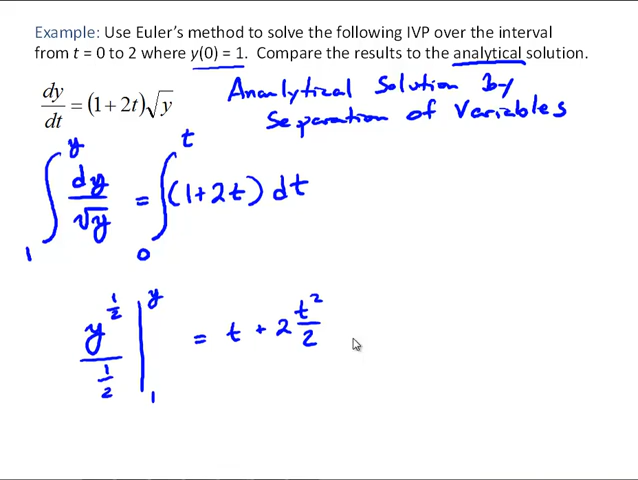 Example: Use Euler's method to solve the following IVP over the interval
from t = 0 to 2 where y(0) = 1. Compare the results to the analytical solution.
dy/dt = (1+2t)√y
Ananlytical Solution by
Separation of Variables
∫₁ʸ dy/√y = ∫₀ᵗ (1+2t) dt
y^(1/2) / (1/2) |₁ʸ = t + 2 t²/2